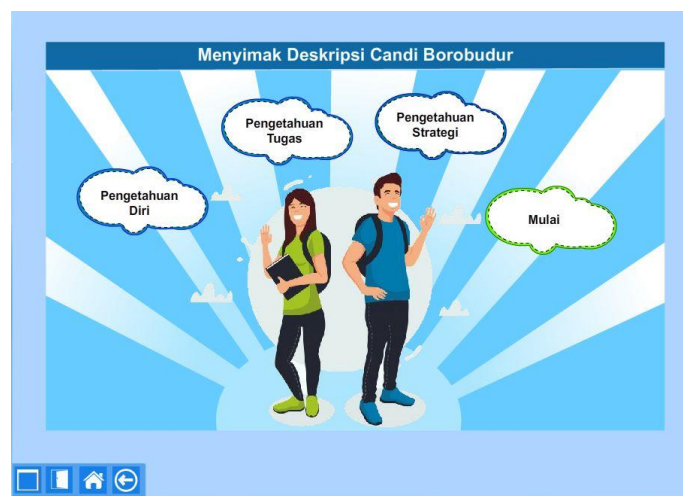 Menyimak Deskripsi Candi Borobudur
Pengetahuan
Diri
Pengetahuan
Tugas
Pengetahuan
Strategi
Mulai